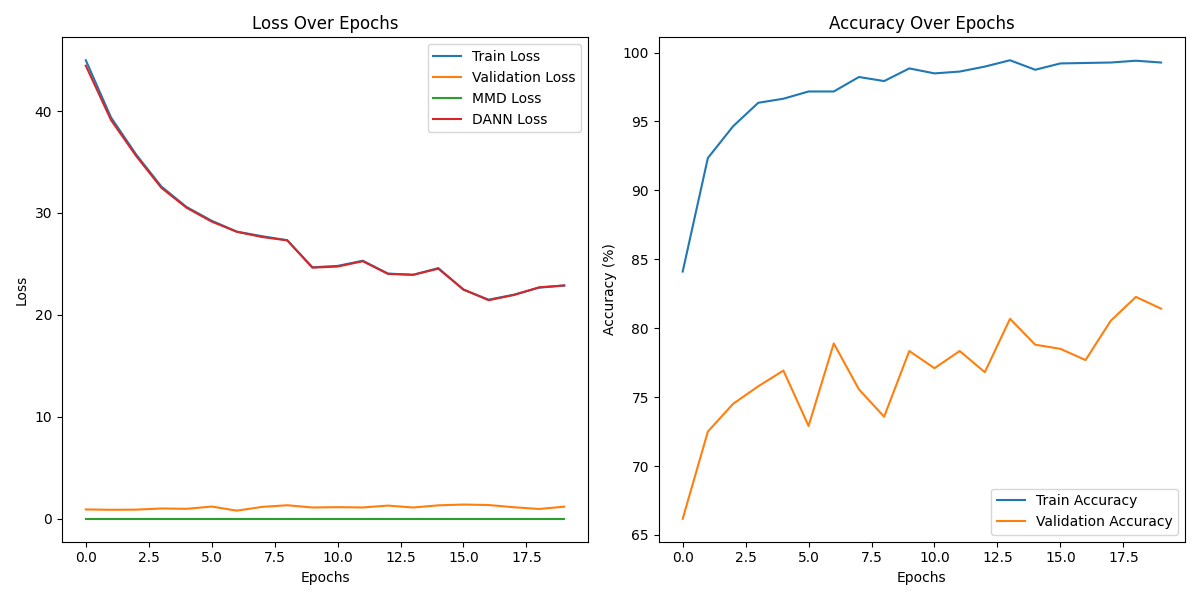 Loss Over Epochs
Train Loss
Validation Loss
MMD Loss
DANN Loss
40
30
20
10
0
Loss
0.0 2.5 5.0 7.5 10.0 12.5 15.0 17.5
Epochs
Accuracy Over Epochs
100
95
90
85
80
75
70
65
Accuracy (%)
Train Accuracy
Validation Accuracy
0.0 2.5 5.0 7.5 10.0 12.5 15.0 17.5
Epochs